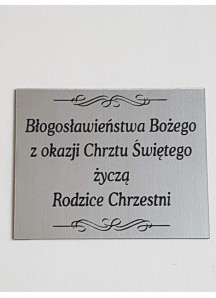 Błogosławieństwa Bożego
z okazji Chrztu Świętego
życzą
Rodzice Chrzestni